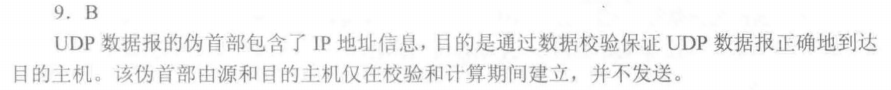 9．B
UDP 数据报的伪首部包含了 IP 地址信息，目的是通过数据校验保证 UDP 数据报正确地到达
目的主机。该伪首部由源和目的主机仅在校验和计算期间建立，并不发送。